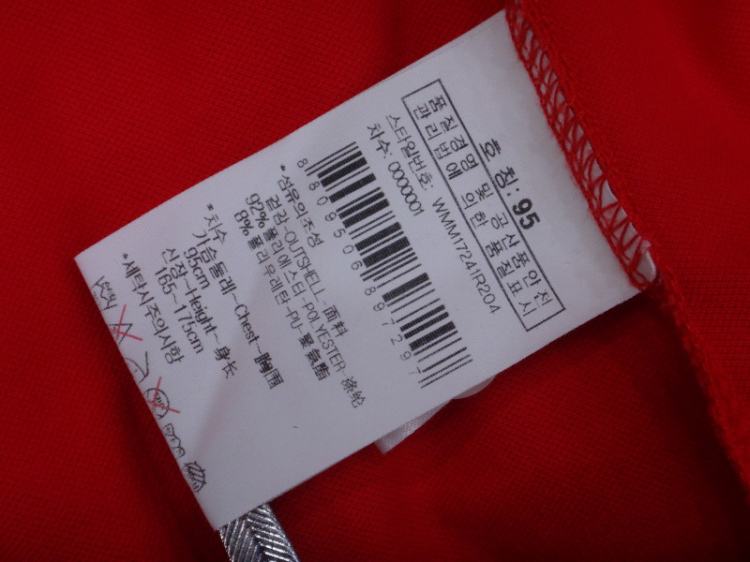 호 칭: 95
품 질 경 영 및 공 산 품 안 전
관 리 법 에 의 한 품 질 표 시
스타일번호: WMM17241R204
치수: 0000001
8 809506 897297
*섬유의조성
겉감-OUTSHELL-面料
92% 폴리에스터-POLYESTER-涤纶
8% 폴리우레탄-PU-聚氨酯
*치수
가슴둘레-Chest-胸围
95cm
신장-Height-身长
165~175cm
*세탁시주의사항